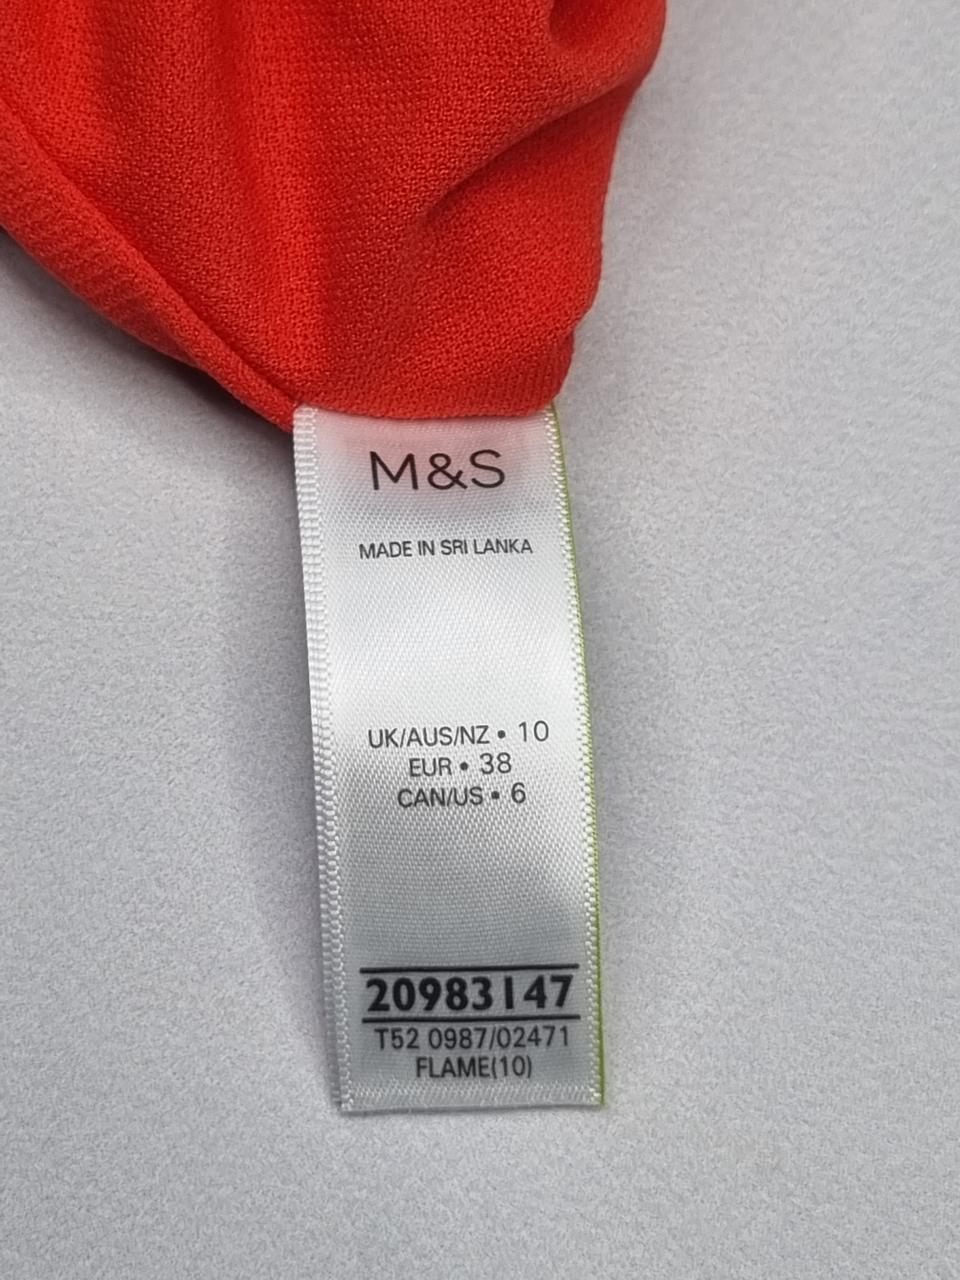 M&S
MADE IN SRI LANKA
UK/AUS/NZ • 10
EUR • 38
CAN/US • 6
20983147
T52 0987/02471
FLAME(10)